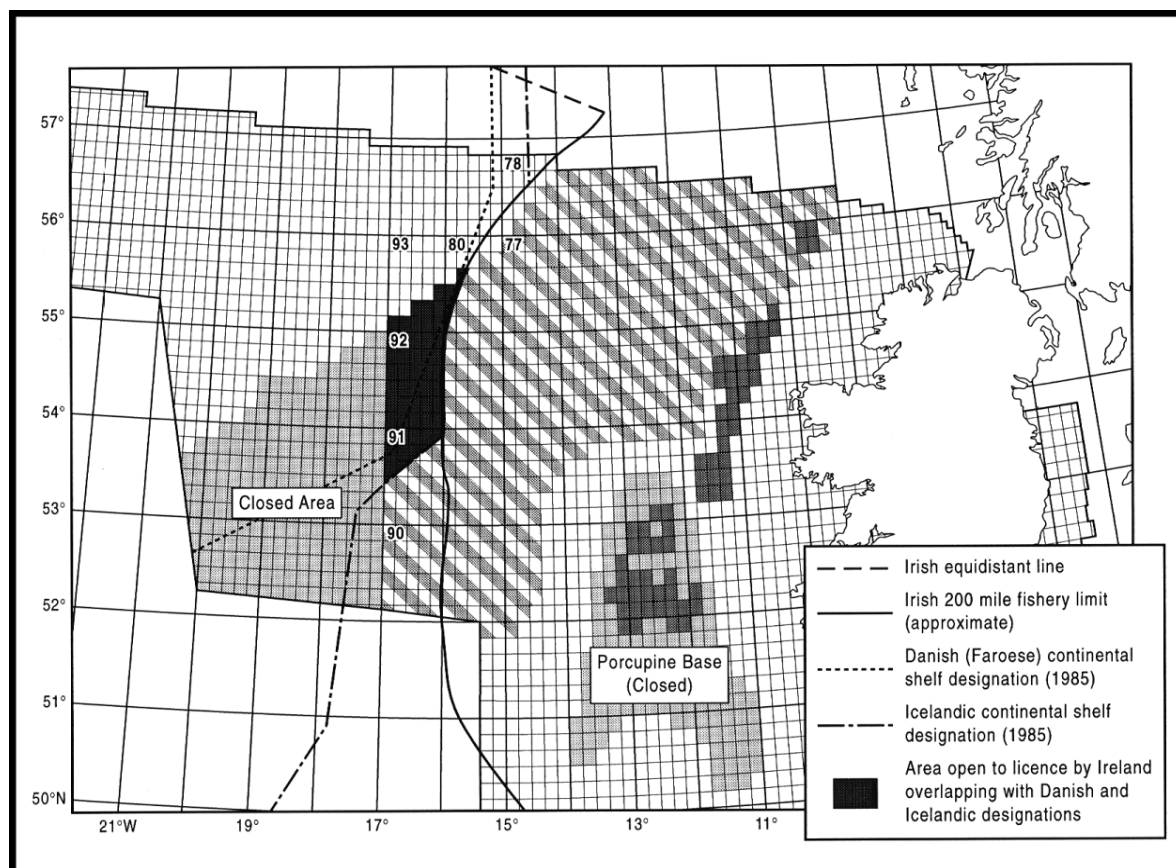 57°
56°
55°
54°
53°
52°
51°
50°N
21°W
19°
17°
15°
13°
11°
78
93
80
77
92
91
90
Closed Area
Porcupine Base
(Closed)
Irish equidistant line
Irish 200 mile fishery limit
(approximate)
Danish (Faroese) continental
shelf designation (1985)
Icelandic continental shelf
designation (1985)
Area open to licence by Ireland
overlapping with Danish and
Icelandic designations